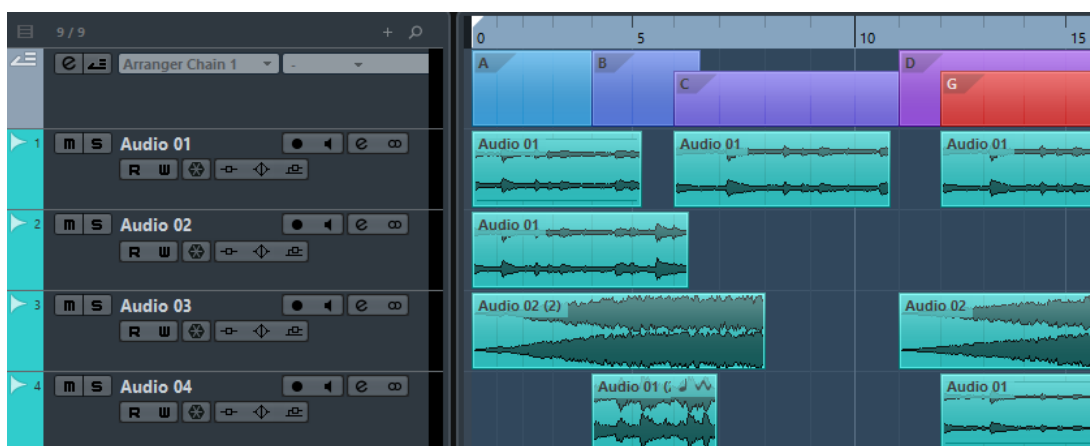 9 / 9 +
0 5 10 15
e Arranger Chain 1 -
A B D
C G
1 m S Audio 01 e
R W
Audio 01 Audio 01 Audio 01
2 m S Audio 02 e
R W
Audio 01
3 m S Audio 03 e
R W
Audio 02 (2) Audio 02
4 m S Audio 04 e
R W
Audio 01 ( Audio 01